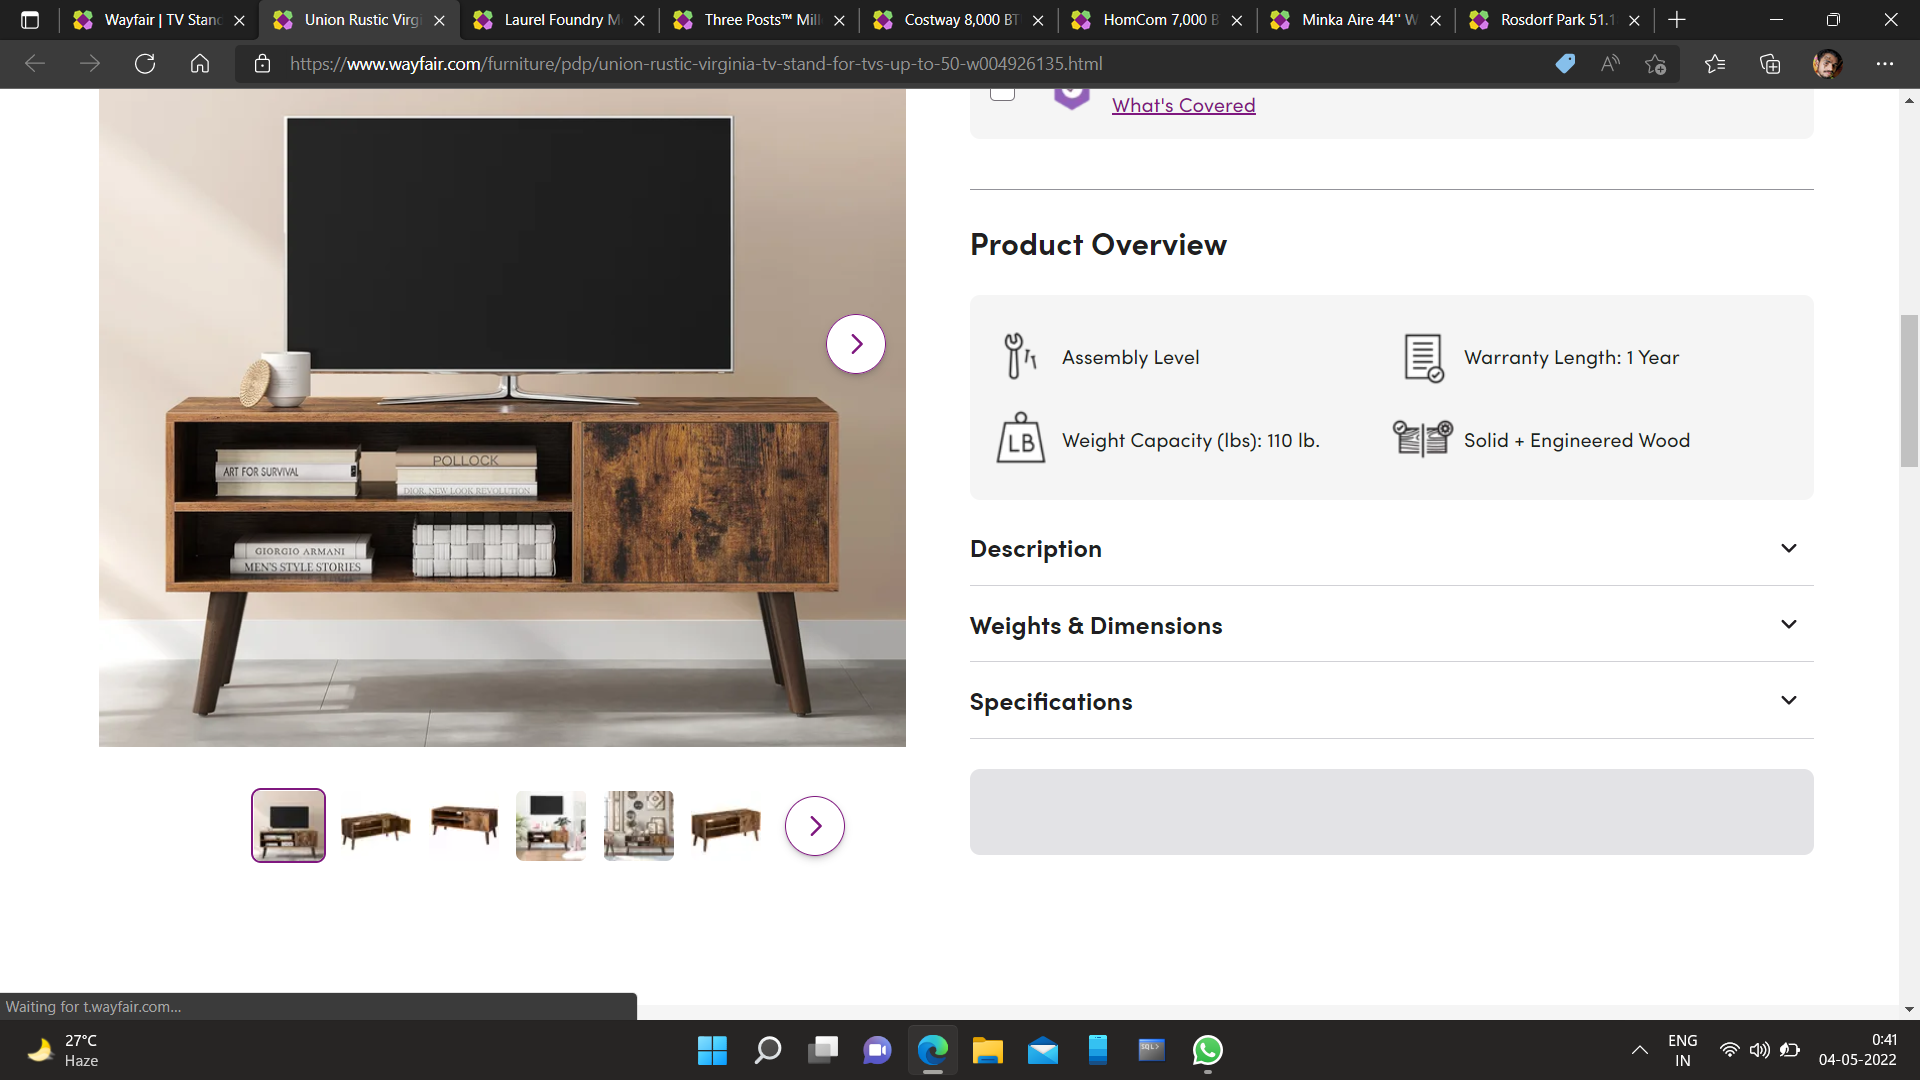 Wayfair | TV Stand
Union Rustic Virgi
Laurel Foundry M
Three Posts™ Mill
Costway 8,000 BT
HomCom 7,000 B
Minka Aire 44'' W
Rosdorf Park 51.1
https://www.wayfair.com/furniture/pdp/union-rustic-virginia-tv-stand-for-tvs-up-to-50-w004926135.html
What's Covered
Product Overview
Assembly Level
Warranty Length: 1 Year
LB
Weight Capacity (lbs): 110 lb.
Solid + Engineered Wood
ART FOR SURVIVAL
POLLOCK
DIOR, NEW LOOK REVOLUTION
GIORGIO ARMANI
MEN'S STYLE STORIES
Description
Weights & Dimensions
Specifications
Waiting for t.wayfair.com...
27°C
Haze
SQL>
ENG
IN
0:41
04-05-2022